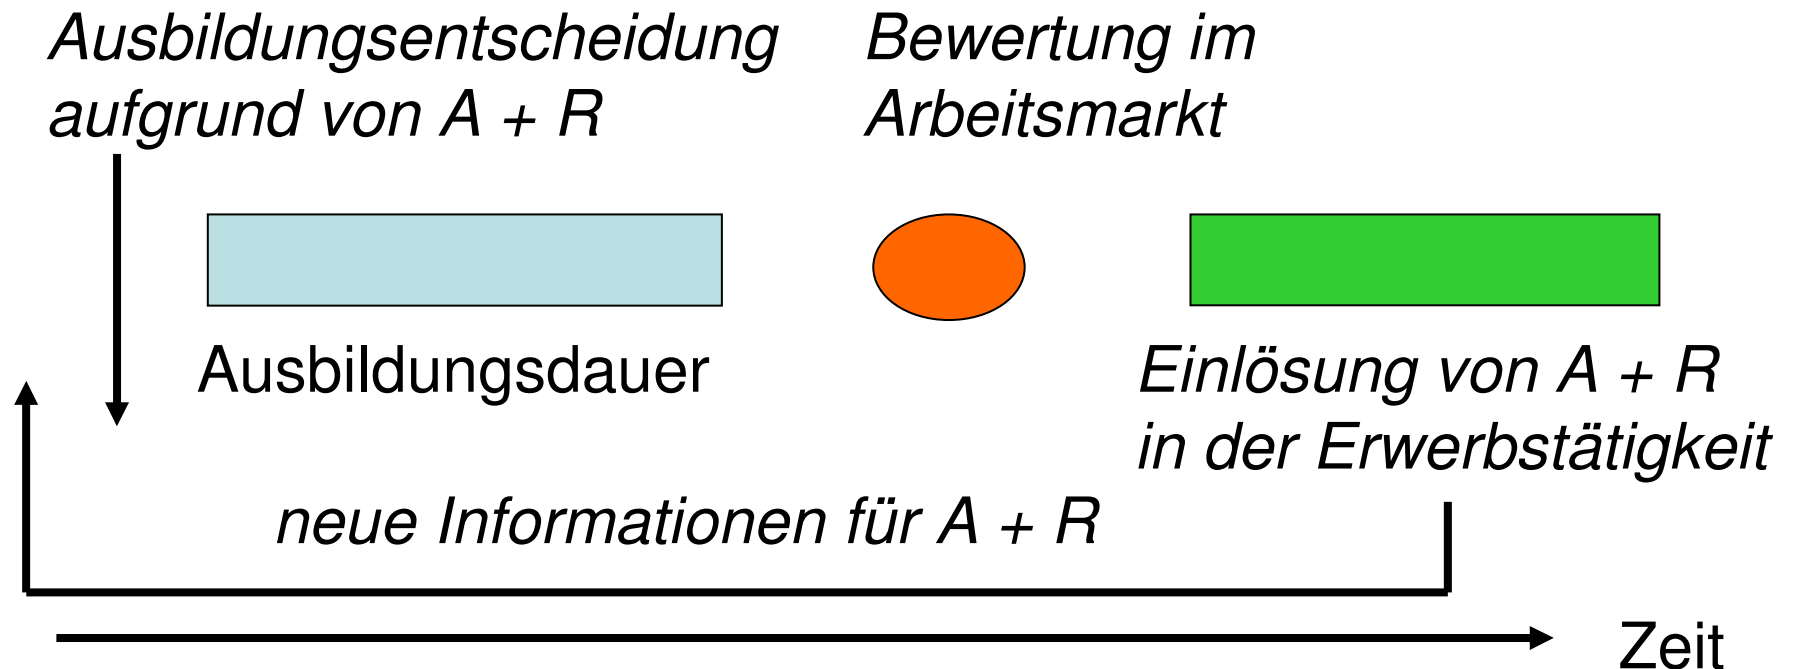 Ausbildungsentscheidung
aufgrund von A + R
Bewertung im
Arbeitsmarkt
Ausbildungsdauer
Einlösung von A + R
in der Erwerbstätigkeit
neue Informationen für A + R
Zeit